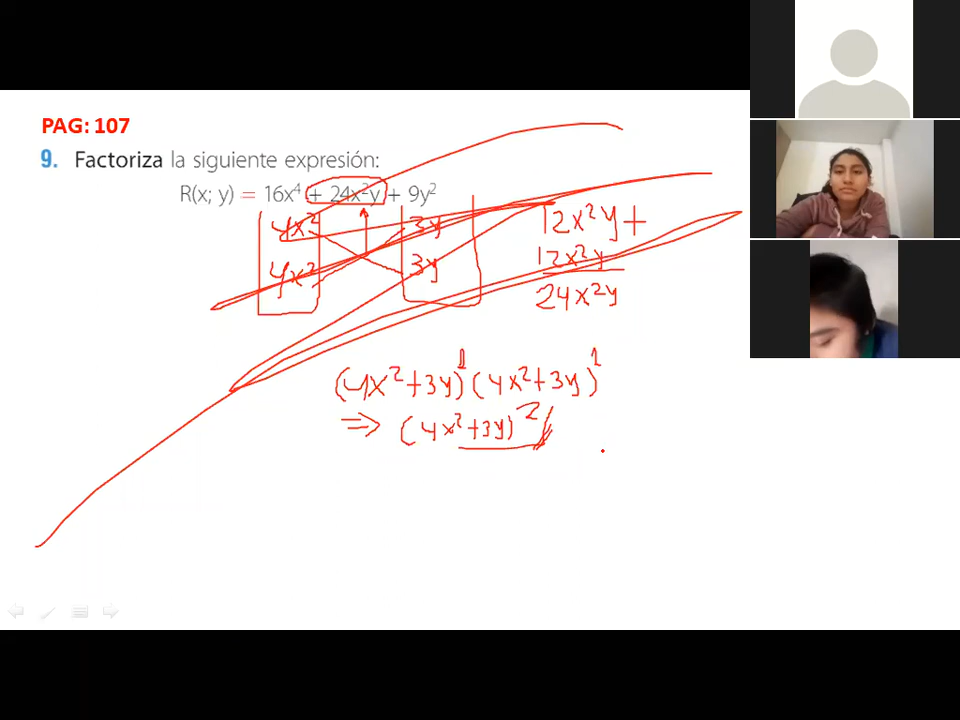 PAG: 107
9. Factoriza la siguiente expresión:
R(x; y) = 16x⁴ + 24x²y + 9y²
4x² 3y 12x²y +
4x² 3y 12x²y
24x²y
(4x²+3y)¹(4x²+3y)¹
⇒ (4x²+3y)²